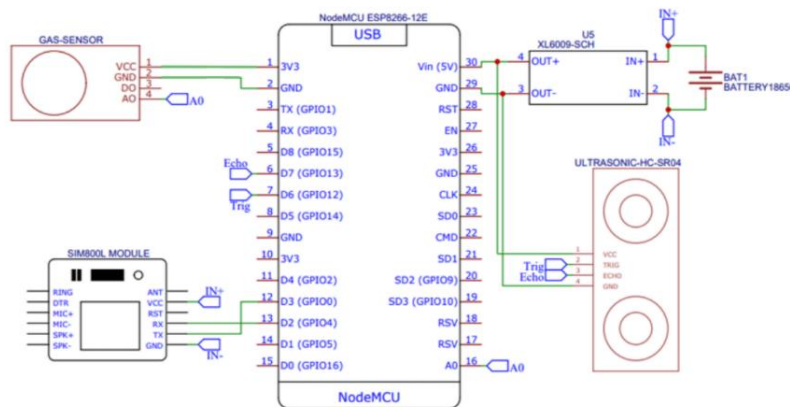 NodeMCU ESP8266-12E
USB
GAS-SENSOR
VCC 1
GND 2
DO 3
AO 4
A0
1 3V3
2 GND
3 TX (GPIO1)
4 RX (GPIO3)
5 D8 (GPIO15)
Echo 6 D7 (GPIO13)
7 D6 (GPIO12)
Trig
8 D5 (GPIO14)
9 GND
10 3V3
11 D4 (GPIO2)
12 D3 (GPIO0)
13 D2 (GPIO4)
14 D1 (GPIO5)
15 D0 (GPIO16)
Vin (5V) 30
GND 29
RST 28
EN 27
3V3 26
GND 25
CLK 24
SD0 23
CMD 22
SD1 21
SD2 (GPIO9) 20
SD3 (GPIO10) 19
RSV 18
RSV 17
A0 16
A0
NodeMCU
U5
XL6009-SCH
4 OUT+ IN+ 1
3 OUT- IN- 2
IN+
IN-
BAT1
BATTERY18650
ULTRASONIC-HC-SR04
1 VCC
Trig 2 TRIG
Echo 3 ECHO
4 GND
SIM800L MODULE
RING ANT
DTR VCC IN+
MIC+ RST
MIC- RX
SPK+ TX
SPK- GND IN-